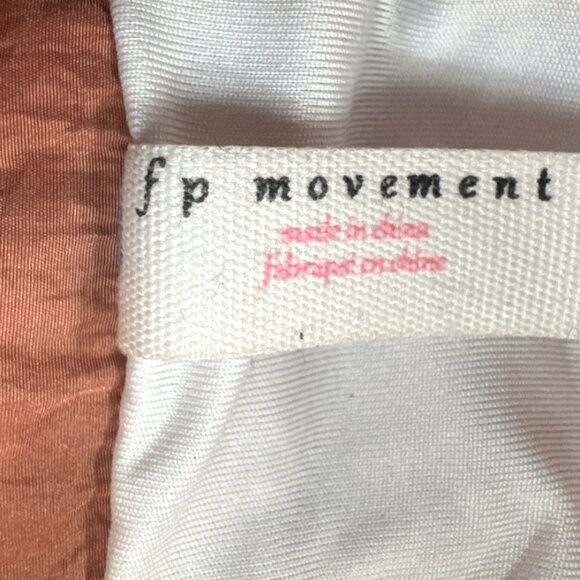 fp movement
made in china
fabriqué en chine